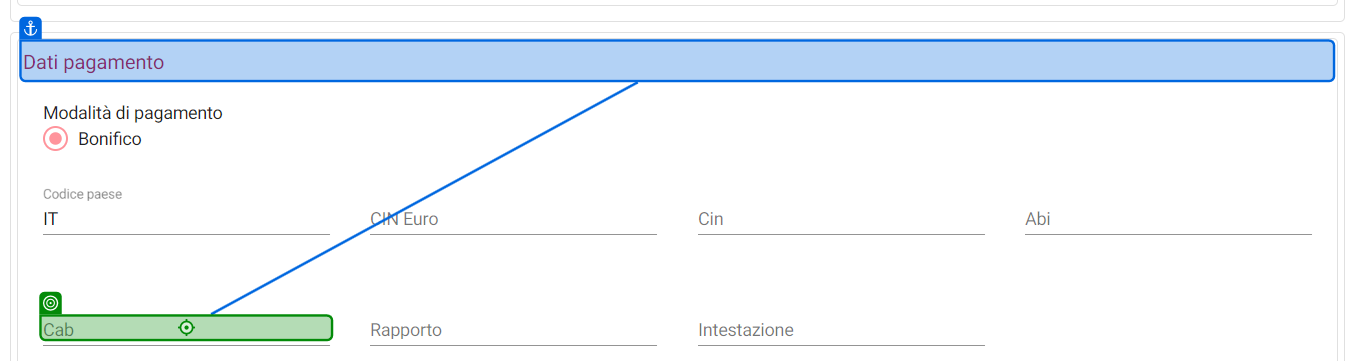 Dati pagamento
Modalità di pagamento
Bonifico
Codice paese
IT
CIN Euro
Cin
Abi
Cab
Rapporto
Intestazione